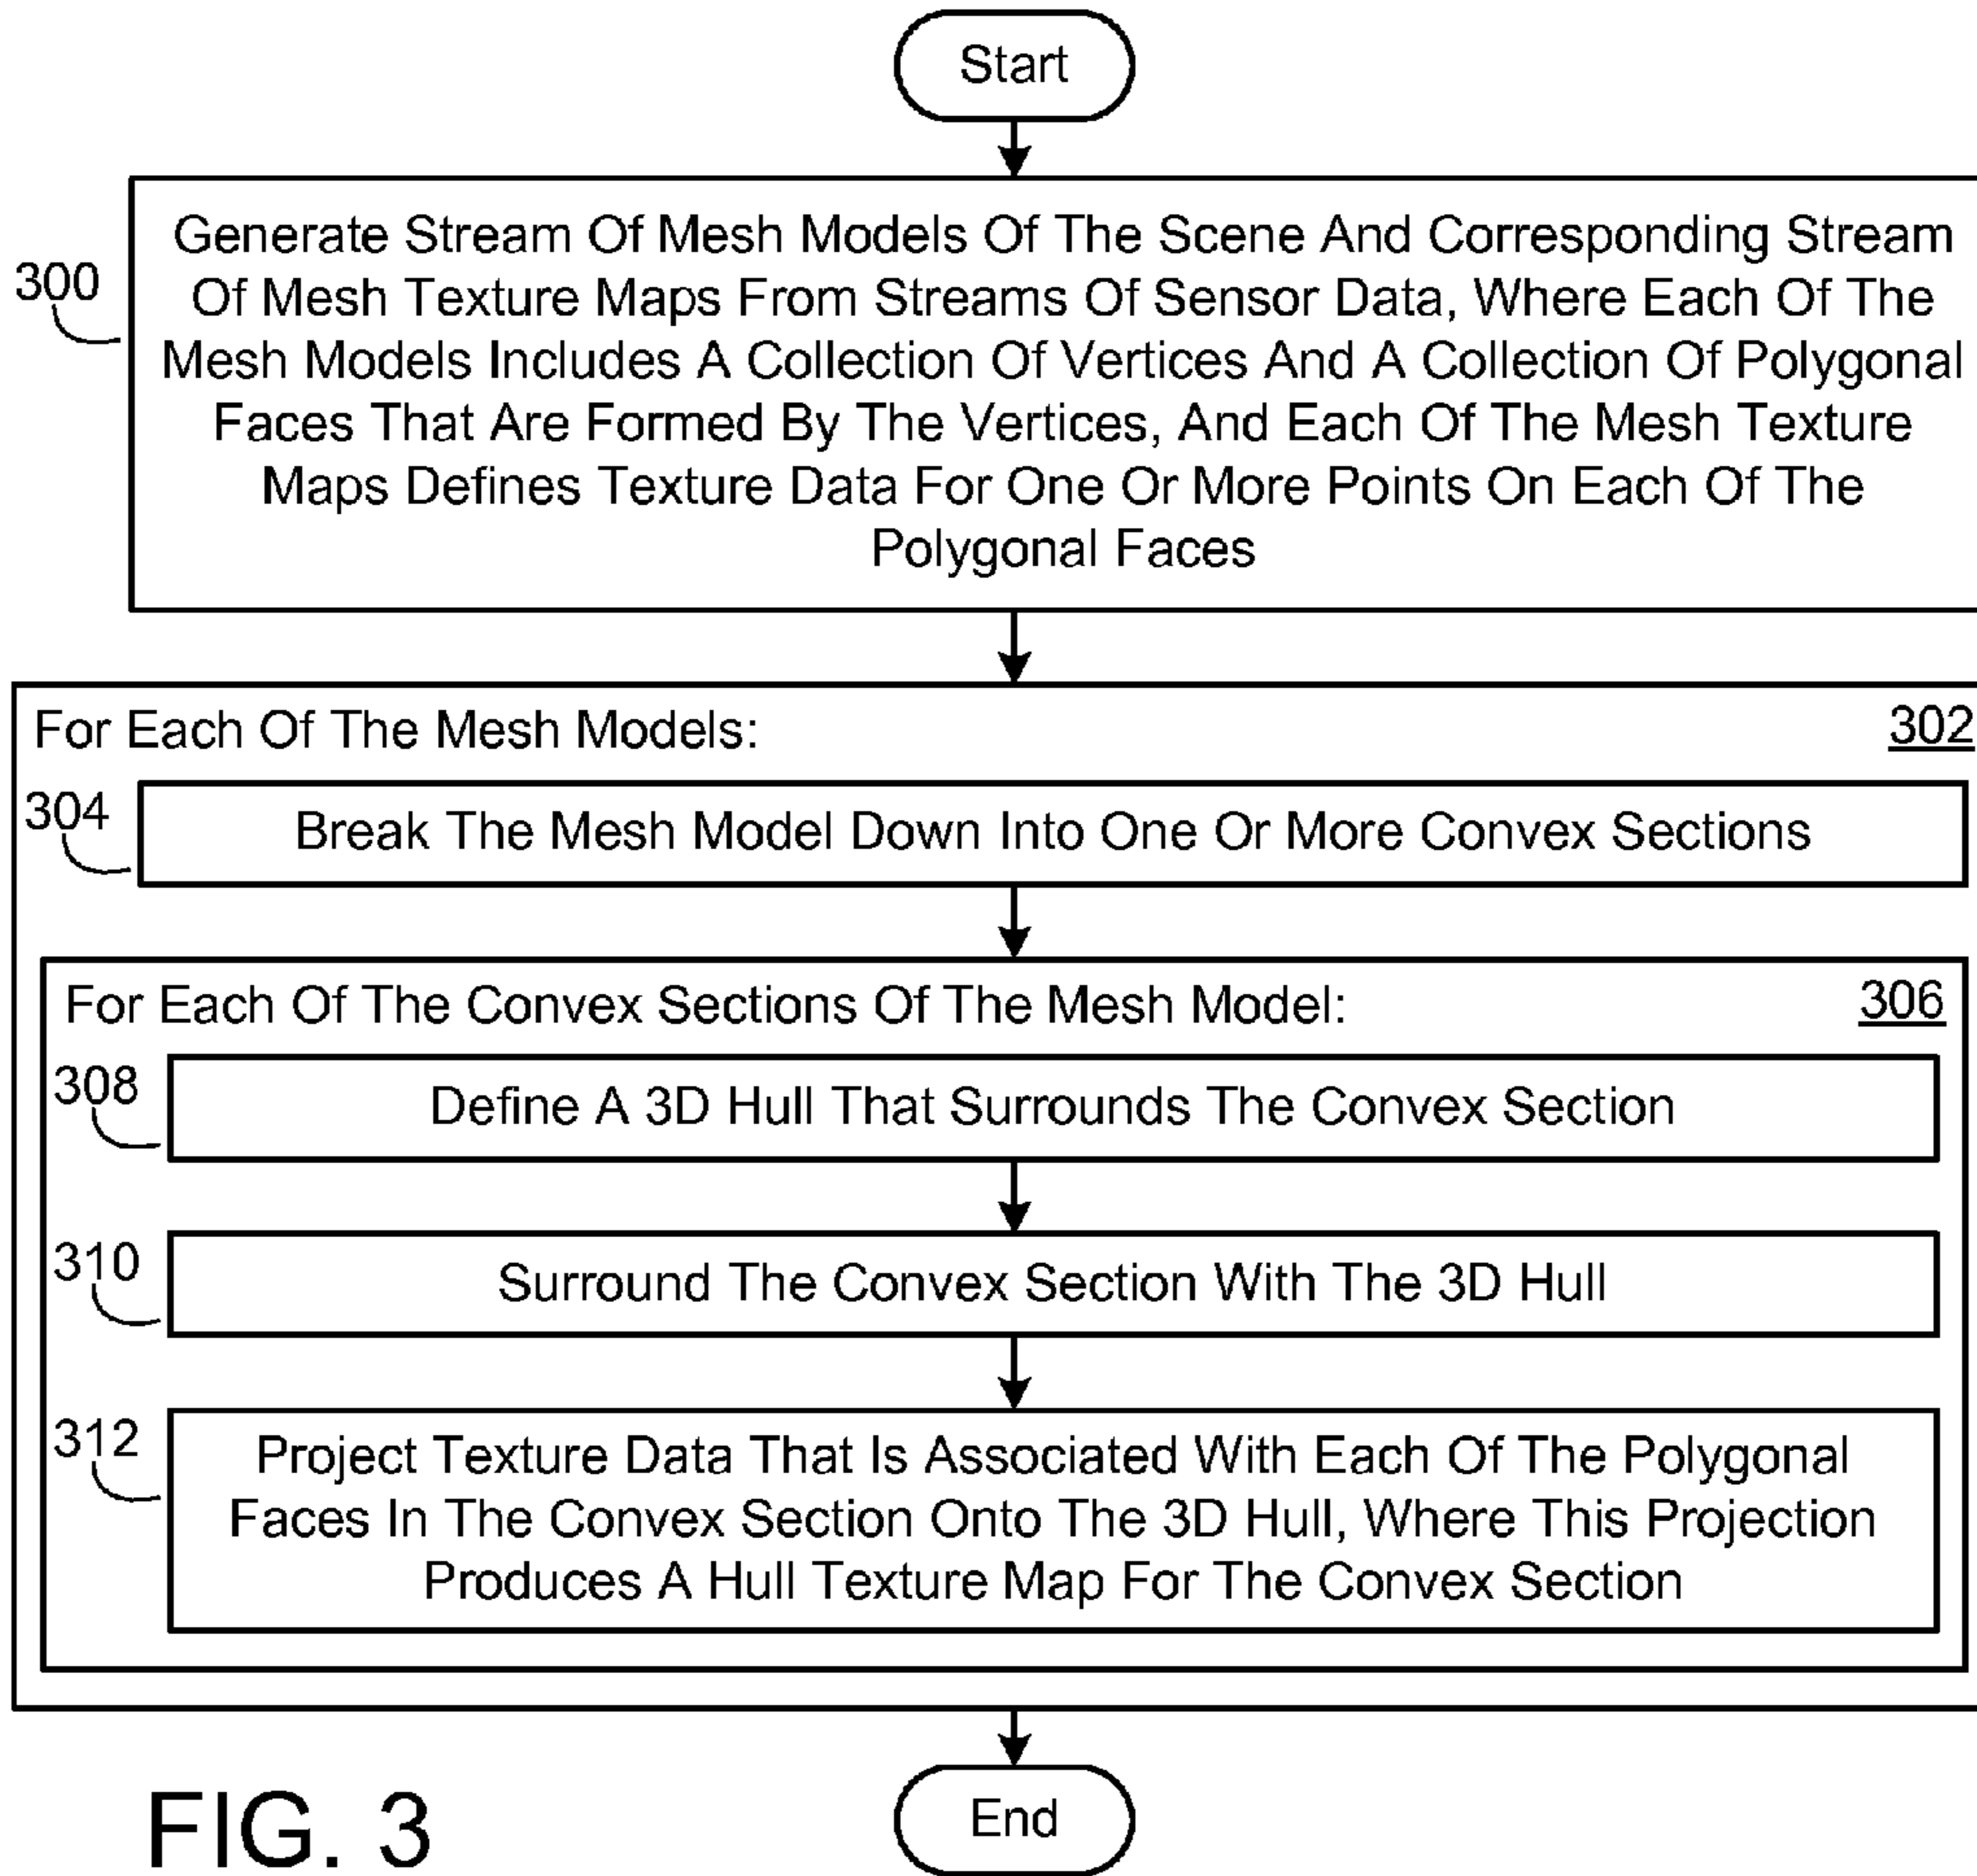 Start
300
Generate Stream Of Mesh Models Of The Scene And Corresponding Stream
Of Mesh Texture Maps From Streams Of Sensor Data, Where Each Of The
Mesh Models Includes A Collection Of Vertices And A Collection Of Polygonal
Faces That Are Formed By The Vertices, And Each Of The Mesh Texture
Maps Defines Texture Data For One Or More Points On Each Of The
Polygonal Faces
For Each Of The Mesh Models:
302
304
Break The Mesh Model Down Into One Or More Convex Sections
For Each Of The Convex Sections Of The Mesh Model:
306
308
Define A 3D Hull That Surrounds The Convex Section
310
Surround The Convex Section With The 3D Hull
312
Project Texture Data That Is Associated With Each Of The Polygonal
Faces In The Convex Section Onto The 3D Hull, Where This Projection
Produces A Hull Texture Map For The Convex Section
End
FIG. 3